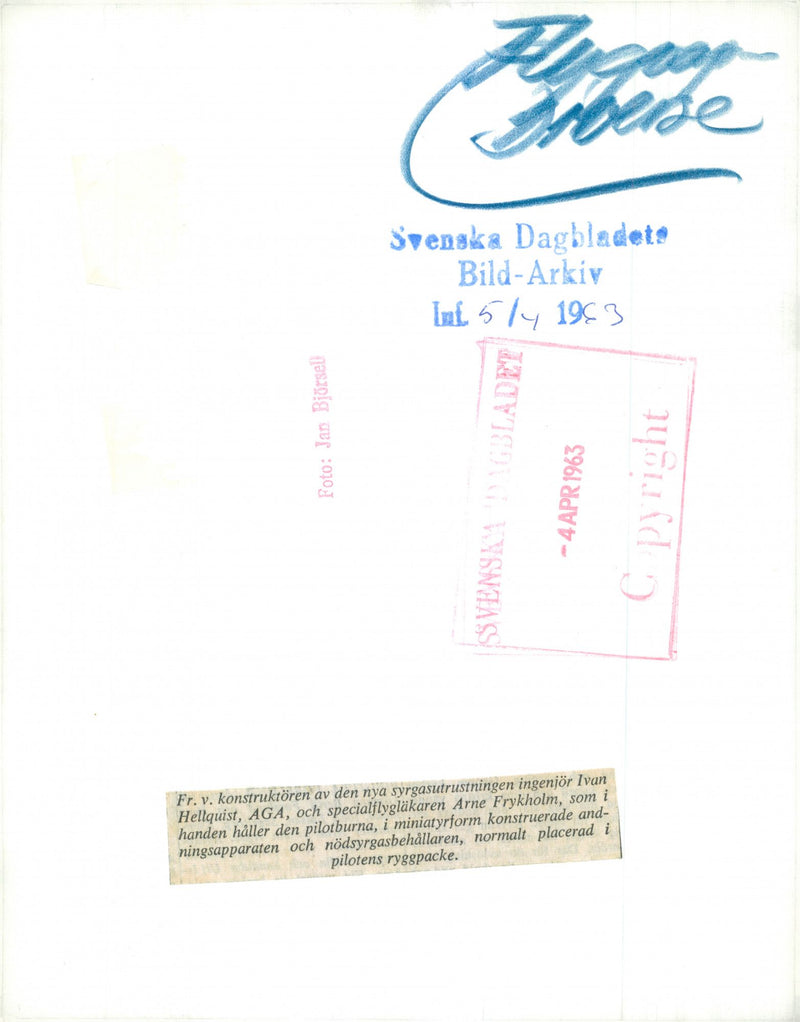 Svenska Dagbladets
Bild-Arkiv
Inf. 5/4 1963
Foto: Jan Björsell
SVENSKA DAGBLADET
-4 APR 1963
Copyright
Fr. v. konstruktören av den nya syrgasutrustningen ingenjör Ivan
Hellquist, AGA, och specialflygläkaren Arne Frykholm, som i
handen håller den pilotburna, i miniatyrform konstruerade and-
ningsapparaten och nödsyrgasbehållaren, normalt placerad i
pilotens ryggpacke.